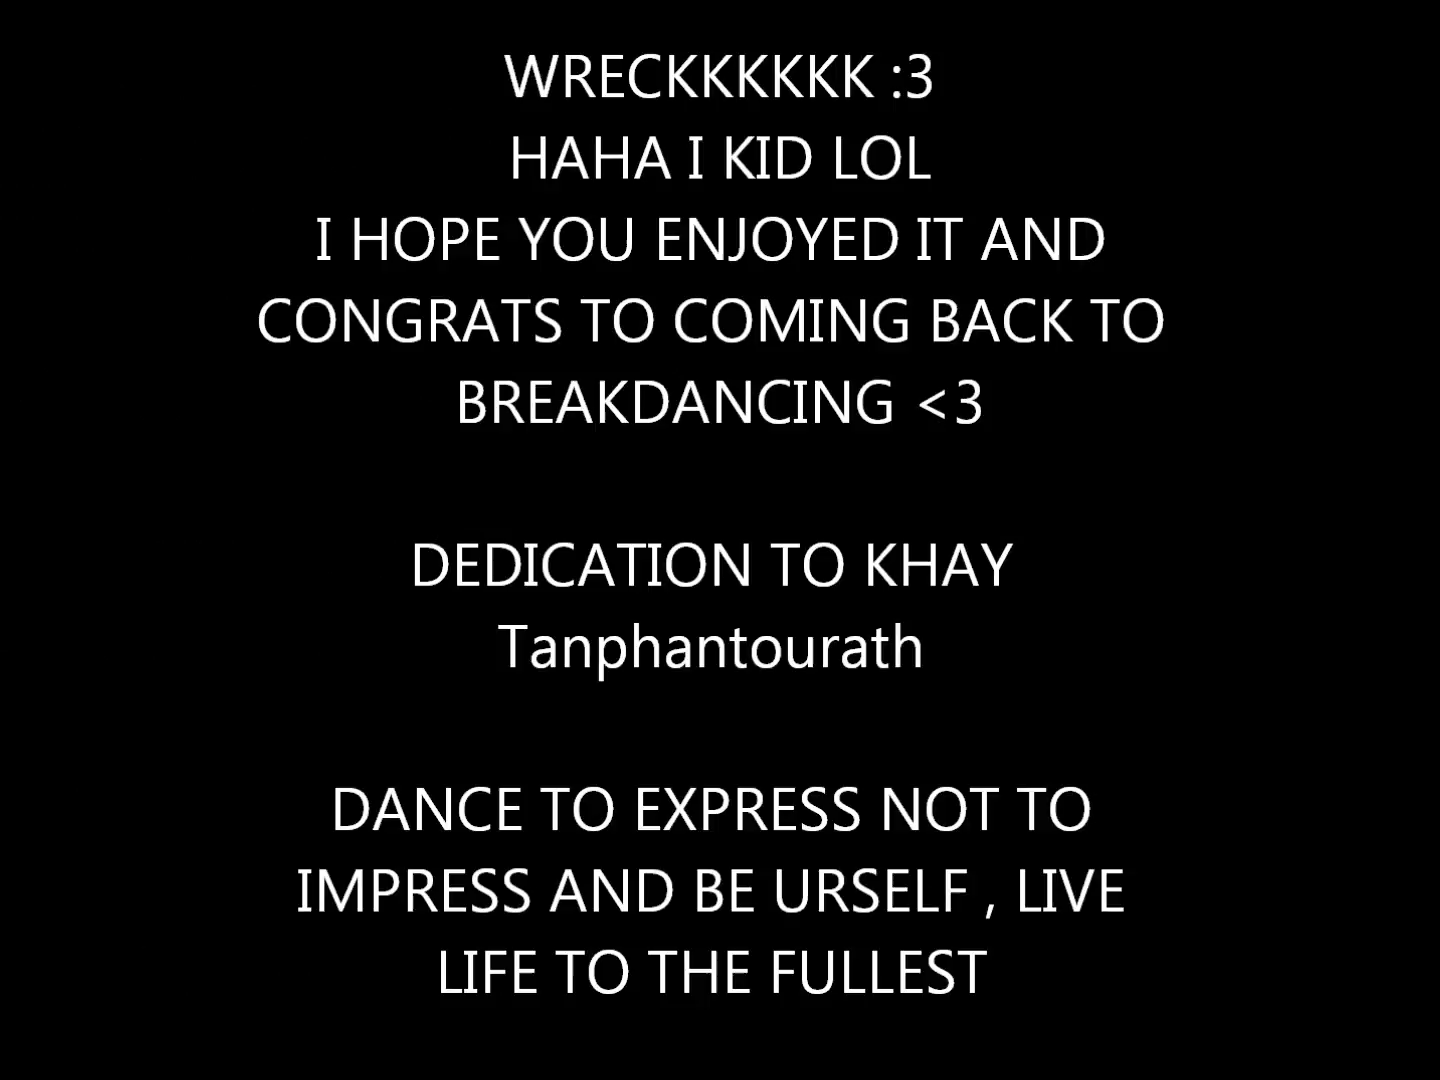 WRECKKKKKK :3
HAHA I KID LOL
I HOPE YOU ENJOYED IT AND
CONGRATS TO COMING BACK TO
BREAKDANCING <3
DEDICATION TO KHAY
Tanphantourath
DANCE TO EXPRESS NOT TO
IMPRESS AND BE URSELF , LIVE
LIFE TO THE FULLEST